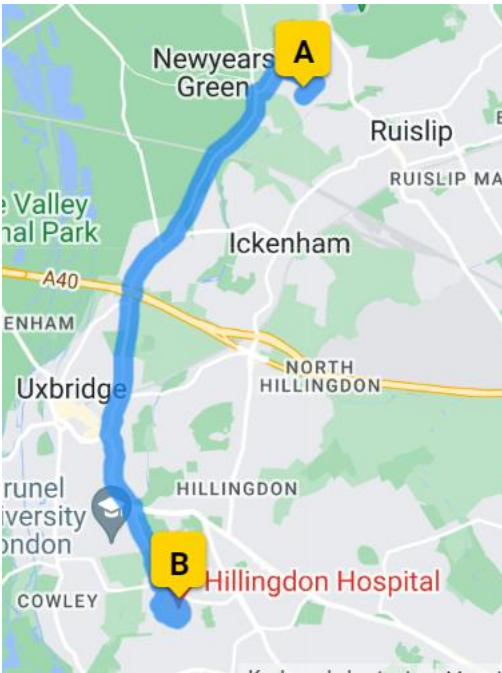 Newyears
Green
A
Ruislip
RUISLIP MA
e Valley
nal Park
Ickenham
A40
ENHAM
NORTH
HILLINGDON
Uxbridge
HILLINGDON
runel
iversity
ondon
B
Hillingdon Hospital
COWLEY